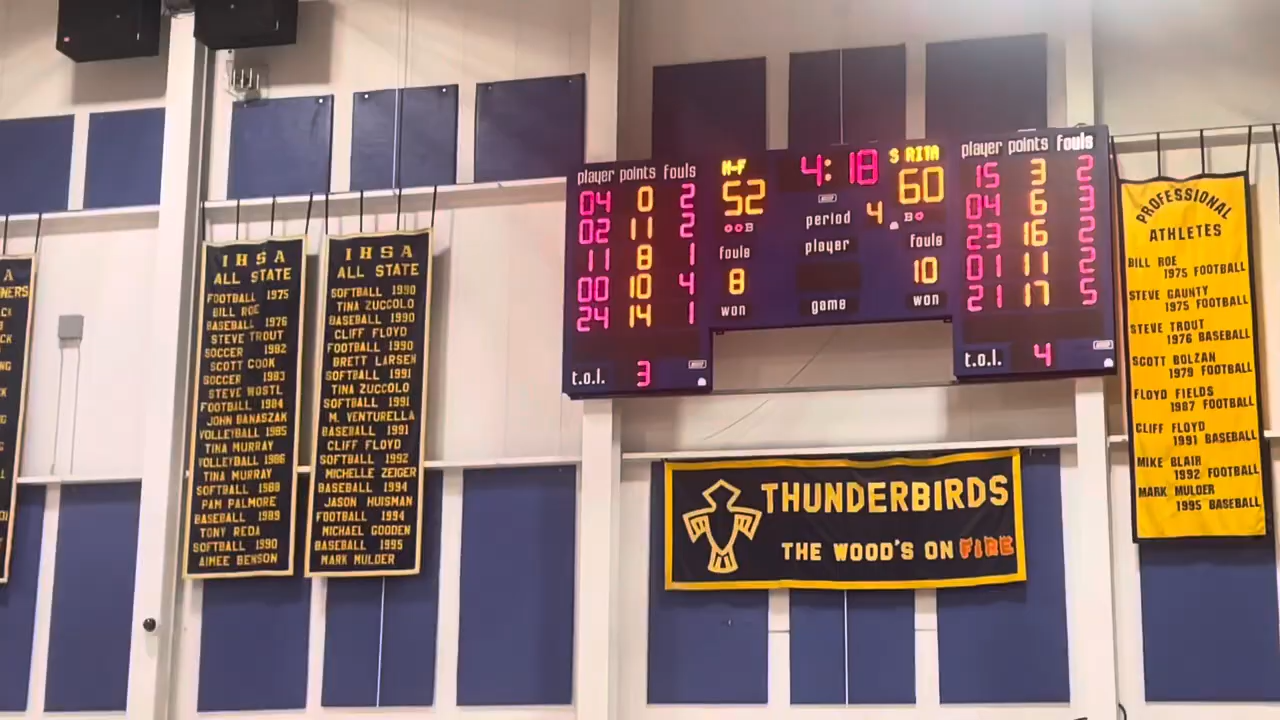 A
NERS
IHSA
ALL STATE
FOOTBALL 1975
BILL ROE
BASEBALL 1976
STEVE TROUT
SOCCER 1982
SCOTT COOK
SOCCER 1983
STEVE WOSTL
FOOTBALL 1984
JOHN BANASZAK
VOLLEYBALL 1985
TINA MURRAY
VOLLEYBALL 1986
TINA MURRAY
SOFTBALL 1988
PAM PALMORE
BASEBALL 1989
TONY REDA
SOFTBALL 1990
AIMEE BENSON
IHSA
ALL STATE
SOFTBALL 1990
TINA ZUCCOLO
BASEBALL 1990
CLIFF FLOYD
FOOTBALL 1990
BRETT LARSEN
SOFTBALL 1991
TINA ZUCCOLO
SOFTBALL 1991
M. VENTURELLA
BASEBALL 1991
CLIFF FLOYD
SOFTBALL 1992
MICHELLE ZEIGER
BASEBALL 1994
JASON HUISMAN
FOOTBALL 1994
MICHAEL GOODEN
BASEBALL 1995
MARK MULDER
player points fouls
04 0 2
02 11 2
11 8 1
00 10 4
24 14 1
t.o.l. 3
H-F
52
B
fouls
8
won
4:18
period 4
player
game
S RITA
60
B
fouls
10
won
player points fouls
15 3 2
04 6 3
23 16 2
01 11 2
21 17 5
t.o.l. 4
THUNDERBIRDS
THE WOOD'S ON FIRE
PROFESSIONAL
ATHLETES
BILL ROE
1975 FOOTBALL
STEVE GAUNTY
1975 FOOTBALL
STEVE TROUT
1976 BASEBALL
SCOTT BOLZAN
1979 FOOTBALL
FLOYD FIELDS
1987 FOOTBALL
CLIFF FLOYD
1991 BASEBALL
MIKE BLAIR
1992 FOOTBALL
MARK MULDER
1995 BASEBALL